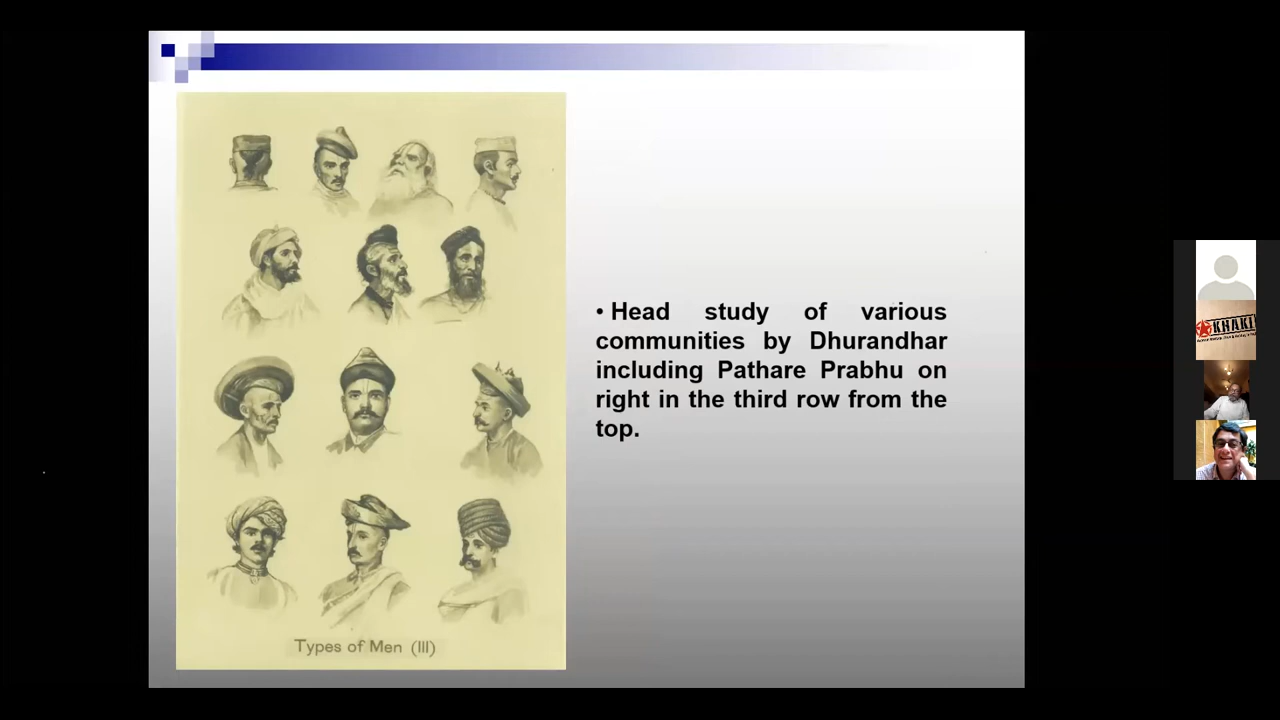 • Head study of various
communities by Dhurandhar
including Pathare Prabhu on
right in the third row from the
top.
Types of Men (III)
KHAKI